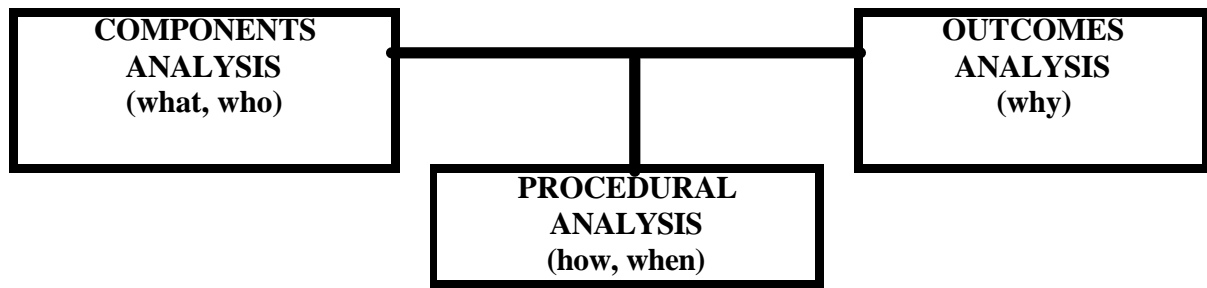 COMPONENTS
ANALYSIS
(what, who)
OUTCOMES
ANALYSIS
(why)
PROCEDURAL
ANALYSIS
(how, when)